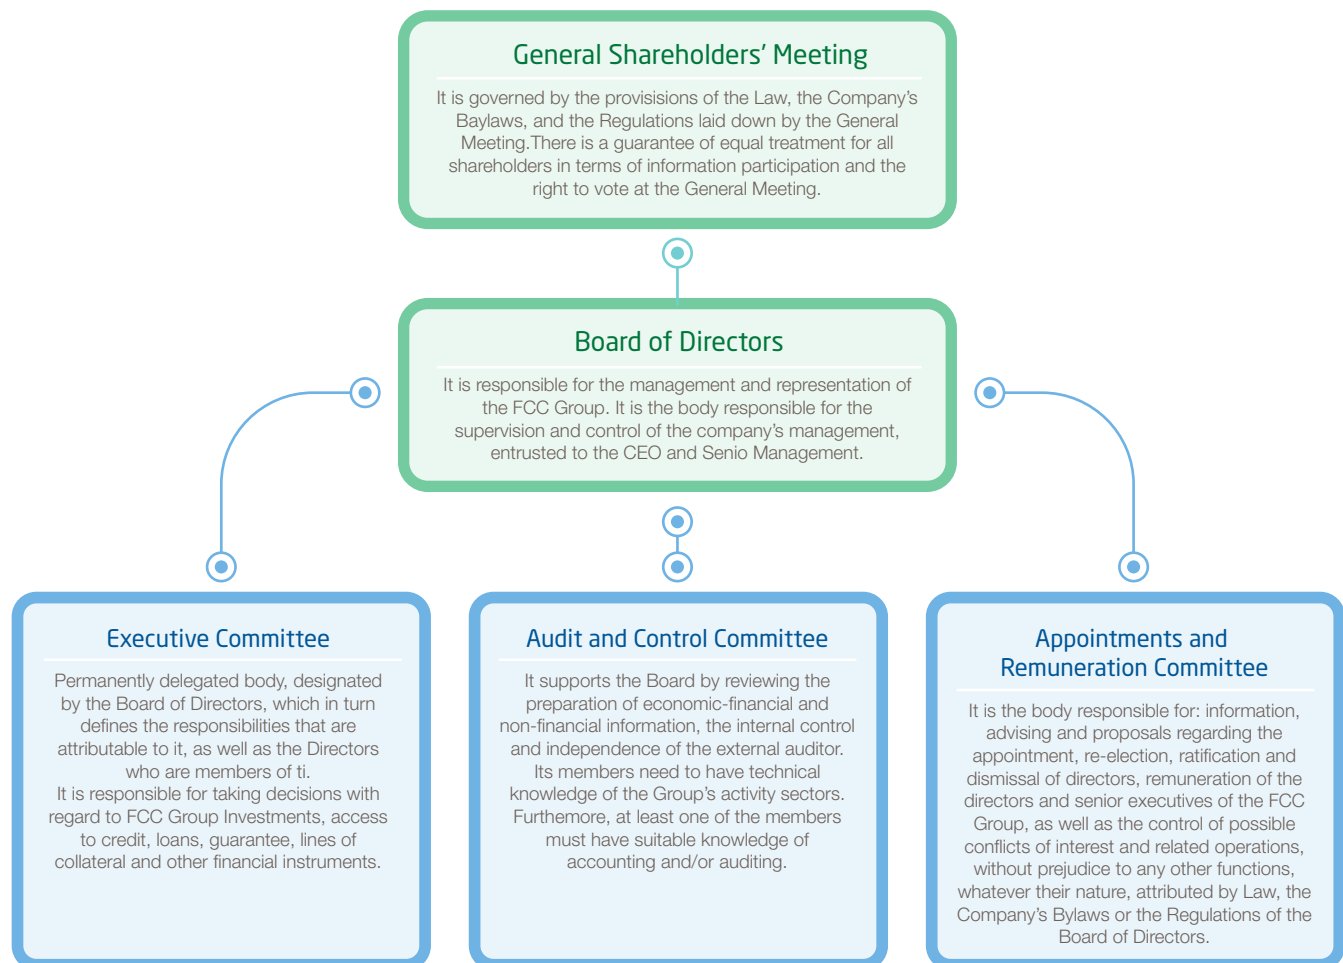 General Shareholders' Meeting
It is governed by the provisisions of the Law, the Company's
Baylaws, and the Regulations laid down by the General
Meeting.There is a guarantee of equal treatment for all
shareholders in terms of information participation and the
right to vote at the General Meeting.
Board of Directors
It is responsible for the management and representation of
the FCC Group. It is the body responsible for the
supervision and control of the company's management,
entrusted to the CEO and Senio Management.
Executive Committee
Permanently delegated body, designated
by the Board of Directors, which in turn
defines the responsibilities that are
attributable to it, as well as the Directors
who are members of ti.
It is responsible for taking decisions with
regard to FCC Group Investments, access
to credit, loans, guarantee, lines of
collateral and other financial instruments.
Audit and Control Committee
It supports the Board by reviewing the
preparation of economic-financial and
non-financial information, the internal control
and independence of the external auditor.
Its members need to have technical
knowledge of the Group's activity sectors.
Furthermore, at least one of the members
must have suitable knowledge of
accounting and/or auditing.
Appointments and
Remuneration Committee
It is the body responsible for: information,
advising and proposals regarding the
appointment, re-election, ratification and
dismissal of directors, remuneration of the
directors and senior executives of the FCC
Group, as well as the control of possible
conflicts of interest and related operations,
without prejudice to any other functions,
whatever their nature, attributed by Law, the
Company's Bylaws or the Regulations of the
Board of Directors.